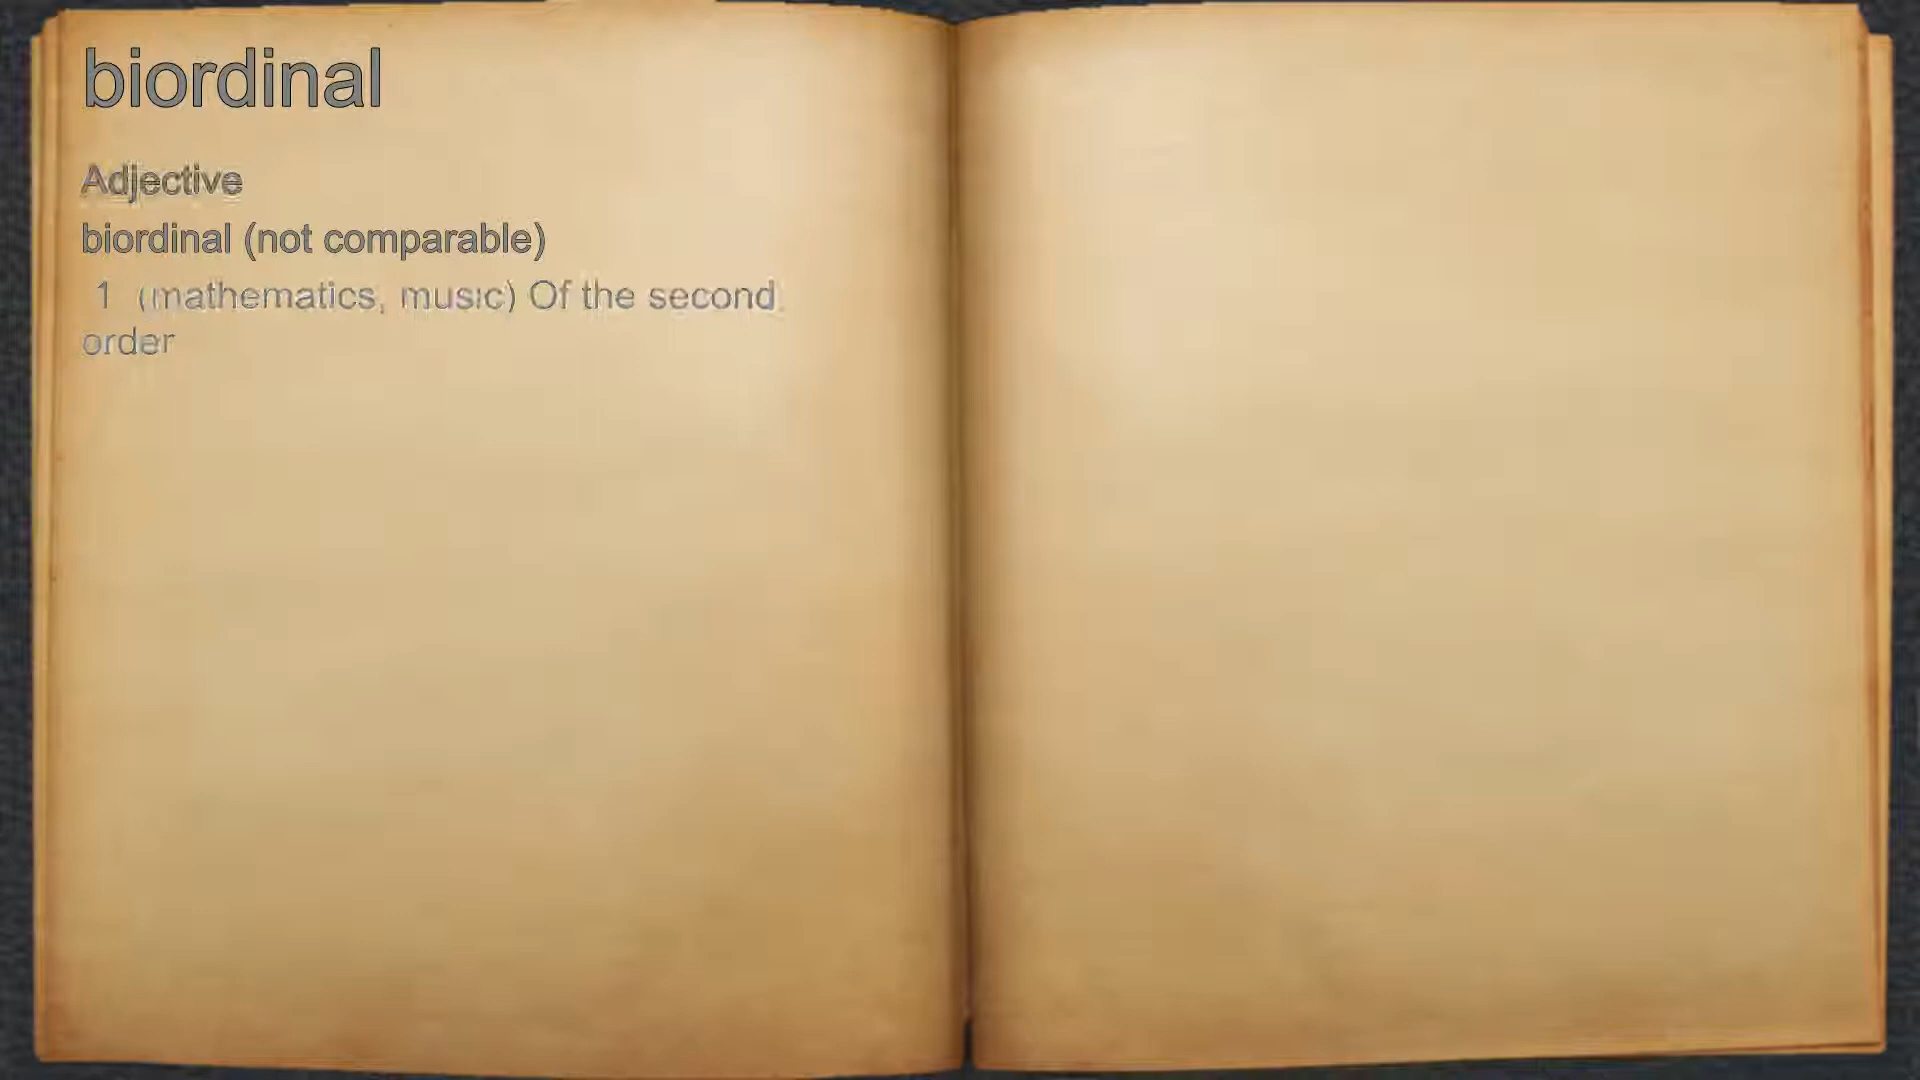 biordinal
Adjective
biordinal (not comparable)
1 (mathematics, music) Of the second
order